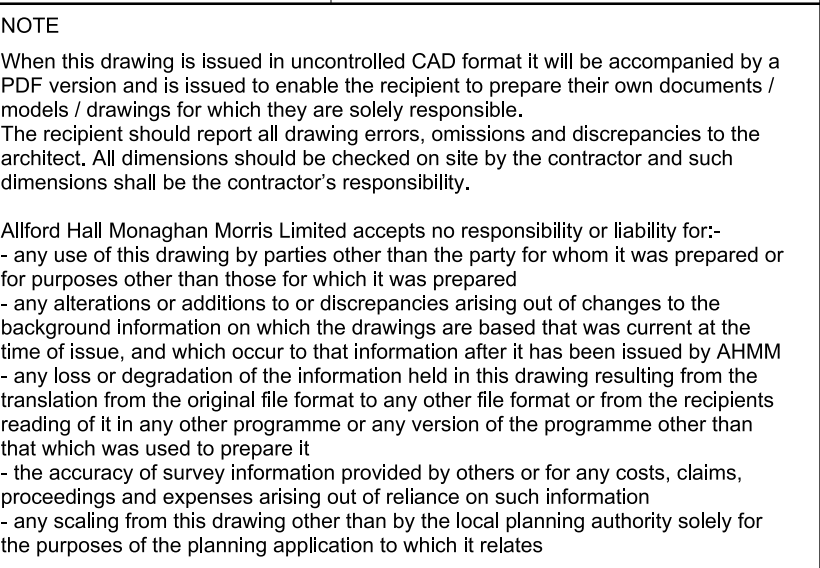 NOTE
When this drawing is issued in uncontrolled CAD format it will be accompanied by a
PDF version and is issued to enable the recipient to prepare their own documents /
models / drawings for which they are solely responsible.
The recipient should report all drawing errors, omissions and discrepancies to the
architect. All dimensions should be checked on site by the contractor and such
dimensions shall be the contractor's responsibility.
Allford Hall Monaghan Morris Limited accepts no responsibility or liability for:-
- any use of this drawing by parties other than the party for whom it was prepared or
for purposes other than those for which it was prepared
- any alterations or additions to or discrepancies arising out of changes to the
background information on which the drawings are based that was current at the
time of issue, and which occur to that information after it has been issued by AHMM
- any loss or degradation of the information held in this drawing resulting from the
translation from the original file format to any other file format or from the recipients
reading of it in any other programme or any version of the programme other than
that which was used to prepare it
- the accuracy of survey information provided by others or for any costs, claims,
proceedings and expenses arising out of reliance on such information
- any scaling from this drawing other than by the local planning authority solely for
the purposes of the planning application to which it relates